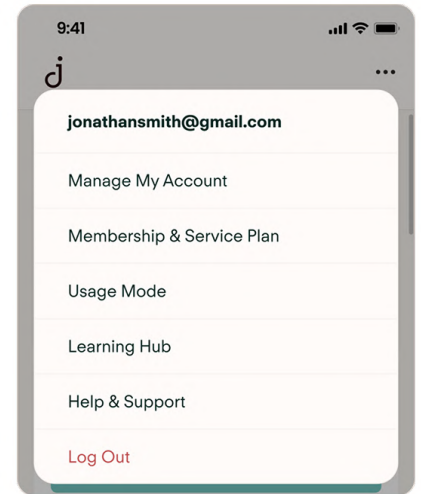 9:41
jonathansmith@gmail.com
Manage My Account
Membership & Service Plan
Usage Mode
Learning Hub
Help & Support
Log Out